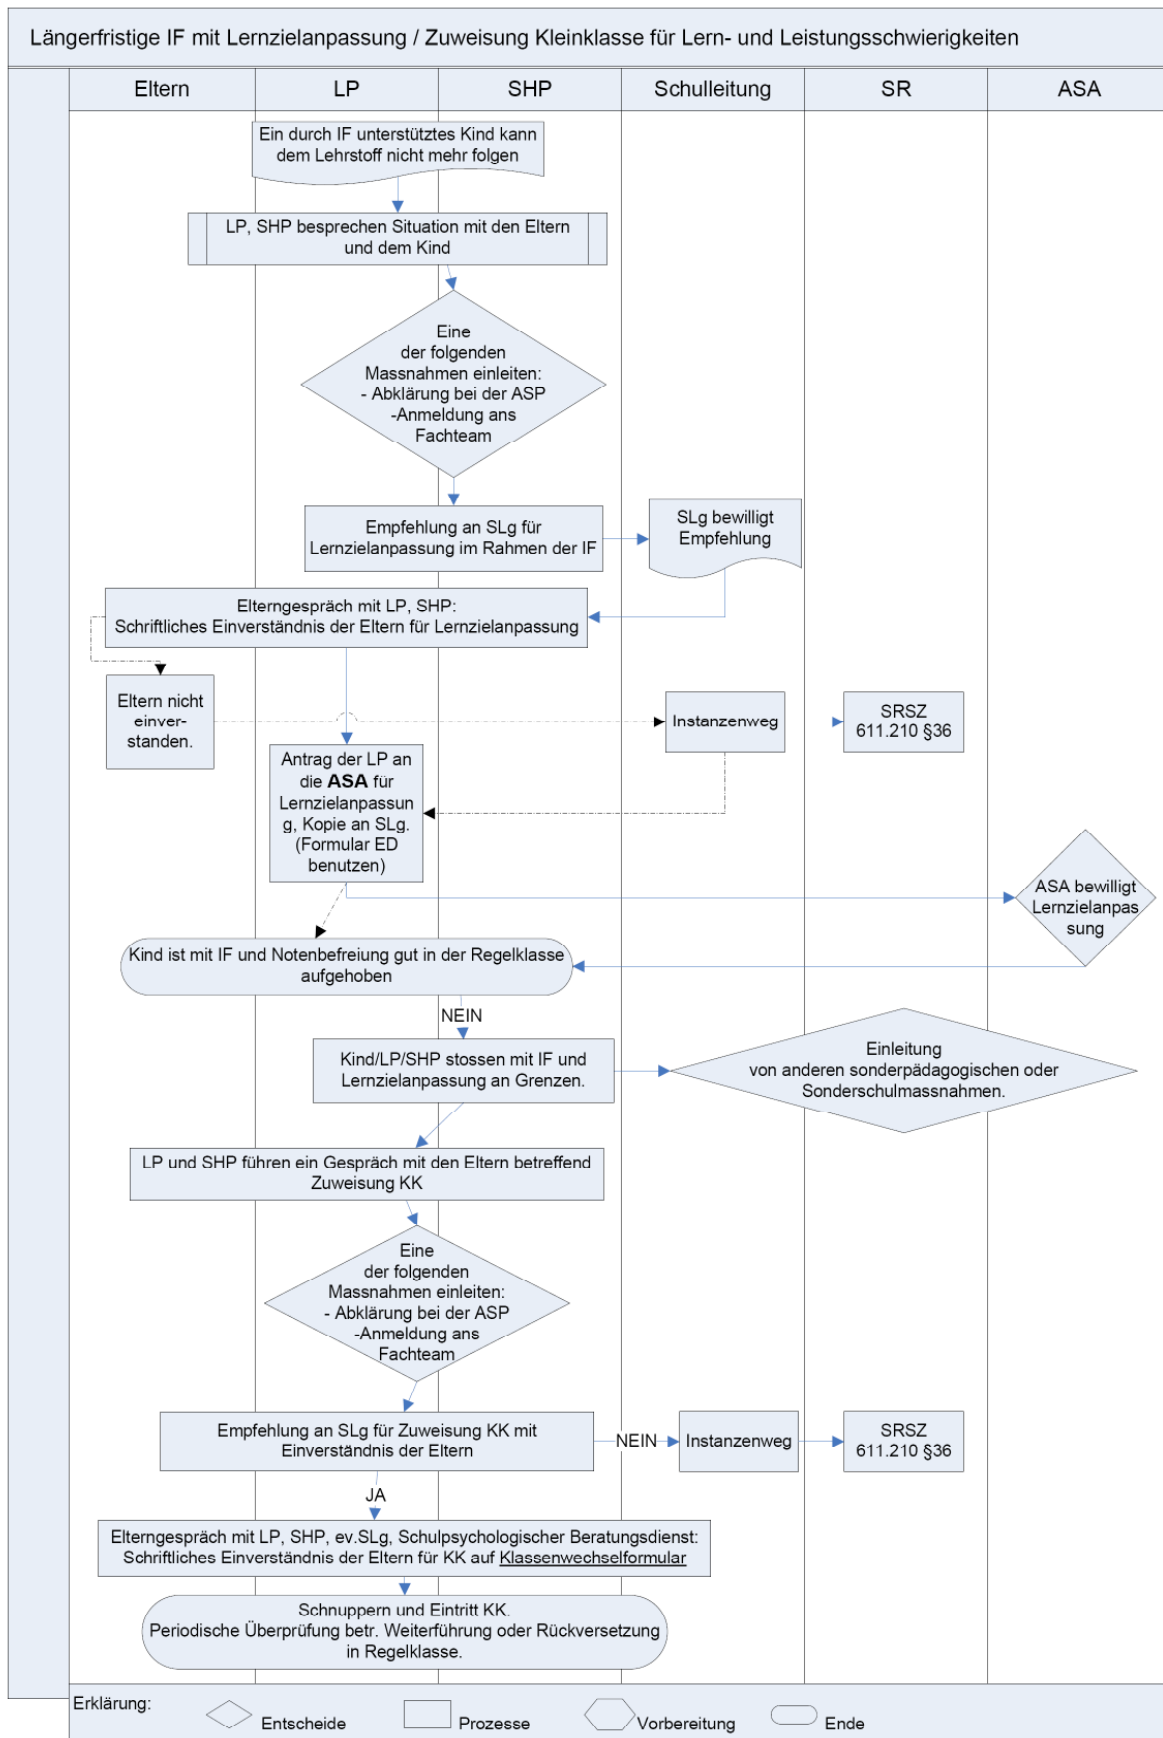 Längerfristige IF mit Lernzielanpassung / Zuweisung Kleinklasse für Lern- und Leistungsschwierigkeiten
Eltern
LP
SHP
Schulleitung
SR
ASA
Ein durch IF unterstütztes Kind kann
dem Lehrstoff nicht mehr folgen
LP, SHP besprechen Situation mit den Eltern
und dem Kind
Eine
der folgenden
Massnahmen einleiten:
- Abklärung bei der ASP
-Anmeldung ans
Fachteam
Empfehlung an SLg für
Lernzielanpassung im Rahmen der IF
SLg bewilligt
Empfehlung
Elterngespräch mit LP, SHP:
Schriftliches Einverständnis der Eltern für Lernzielanpassung
Eltern nicht
einver-
standen.
Instanzenweg
SRSZ
611.210 §36
Antrag der LP an
die ASA für
Lernzielanpassun
g, Kopie an SLg.
(Formular ED
benutzen)
ASA bewilligt
Lernzielanpas
sung
Kind ist mit IF und Notenbefreiung gut in der Regelklasse
aufgehoben
NEIN
Kind/LP/SHP stossen mit IF und
Lernzielanpassung an Grenzen.
Einleitung
von anderen sonderpädagogischen oder
Sonderschulmassnahmen.
LP und SHP führen ein Gespräch mit den Eltern betreffend
Zuweisung KK
Eine
der folgenden
Massnahmen einleiten:
- Abklärung bei der ASP
-Anmeldung ans
Fachteam
Empfehlung an SLg für Zuweisung KK mit
Einverständnis der Eltern
NEIN
Instanzenweg
SRSZ
611.210 §36
JA
Elterngespräch mit LP, SHP, ev.SLg, Schulpsychologischer Beratungsdienst:
Schriftliches Einverständnis der Eltern für KK auf Klassenwechselformular
Schnuppern und Eintritt KK.
Periodische Überprüfung betr. Weiterführung oder Rückversetzung
in Regelklasse.
Erklärung:
Entscheide
Prozesse
Vorbereitung
Ende